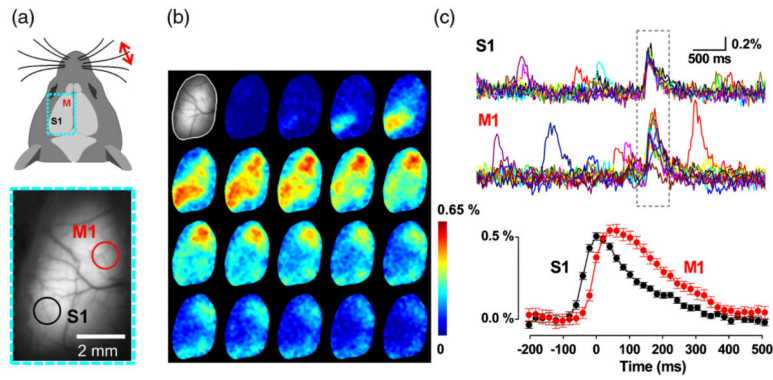 (a)
(b)
(c)
M
S1
M1
S1
2 mm
0.65 %
0
S1
0.2%
500 ms
M1
0.5 %
S1
M1
0.0 %
-200 -100 0 100 200 300 400 500
Time (ms)